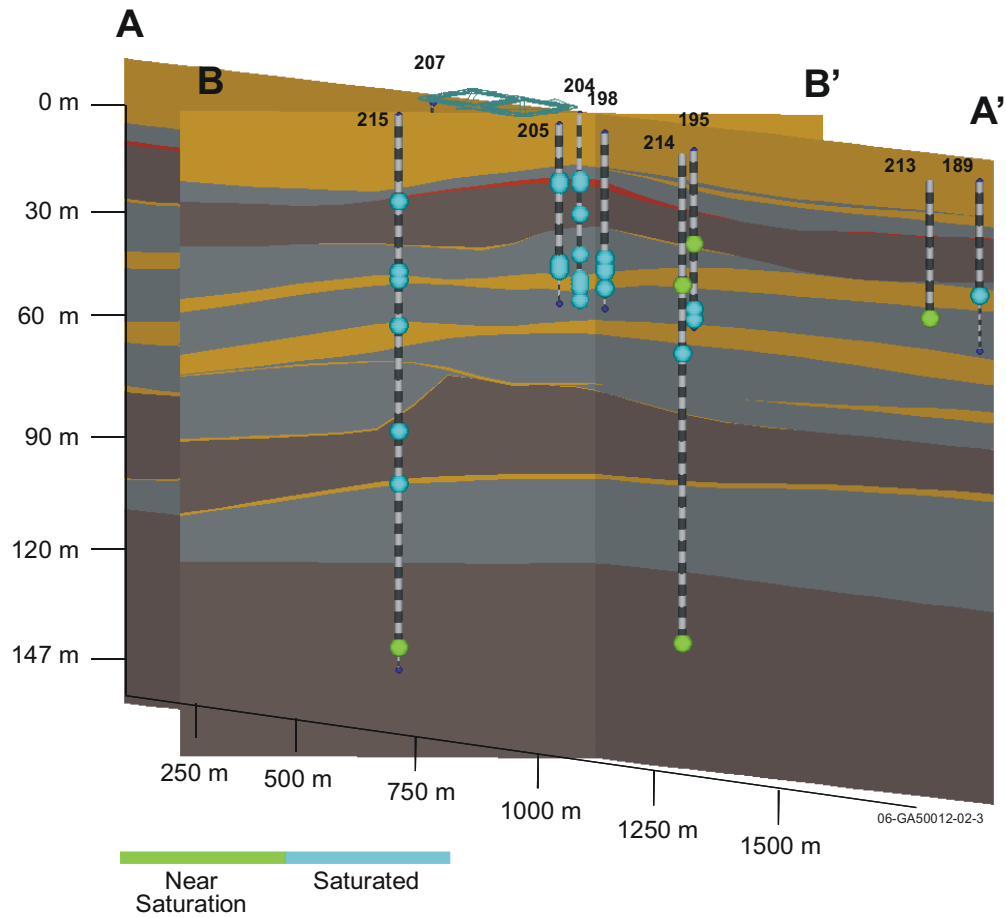 A
207
B
204
B'
A'
0 m
198
215
205
195
214
213
189
30 m
60 m
90 m
120 m
147 m
250 m
500 m
750 m
1000 m
1250 m
1500 m
06-GA50012-02-3
Near
Saturation
Saturated